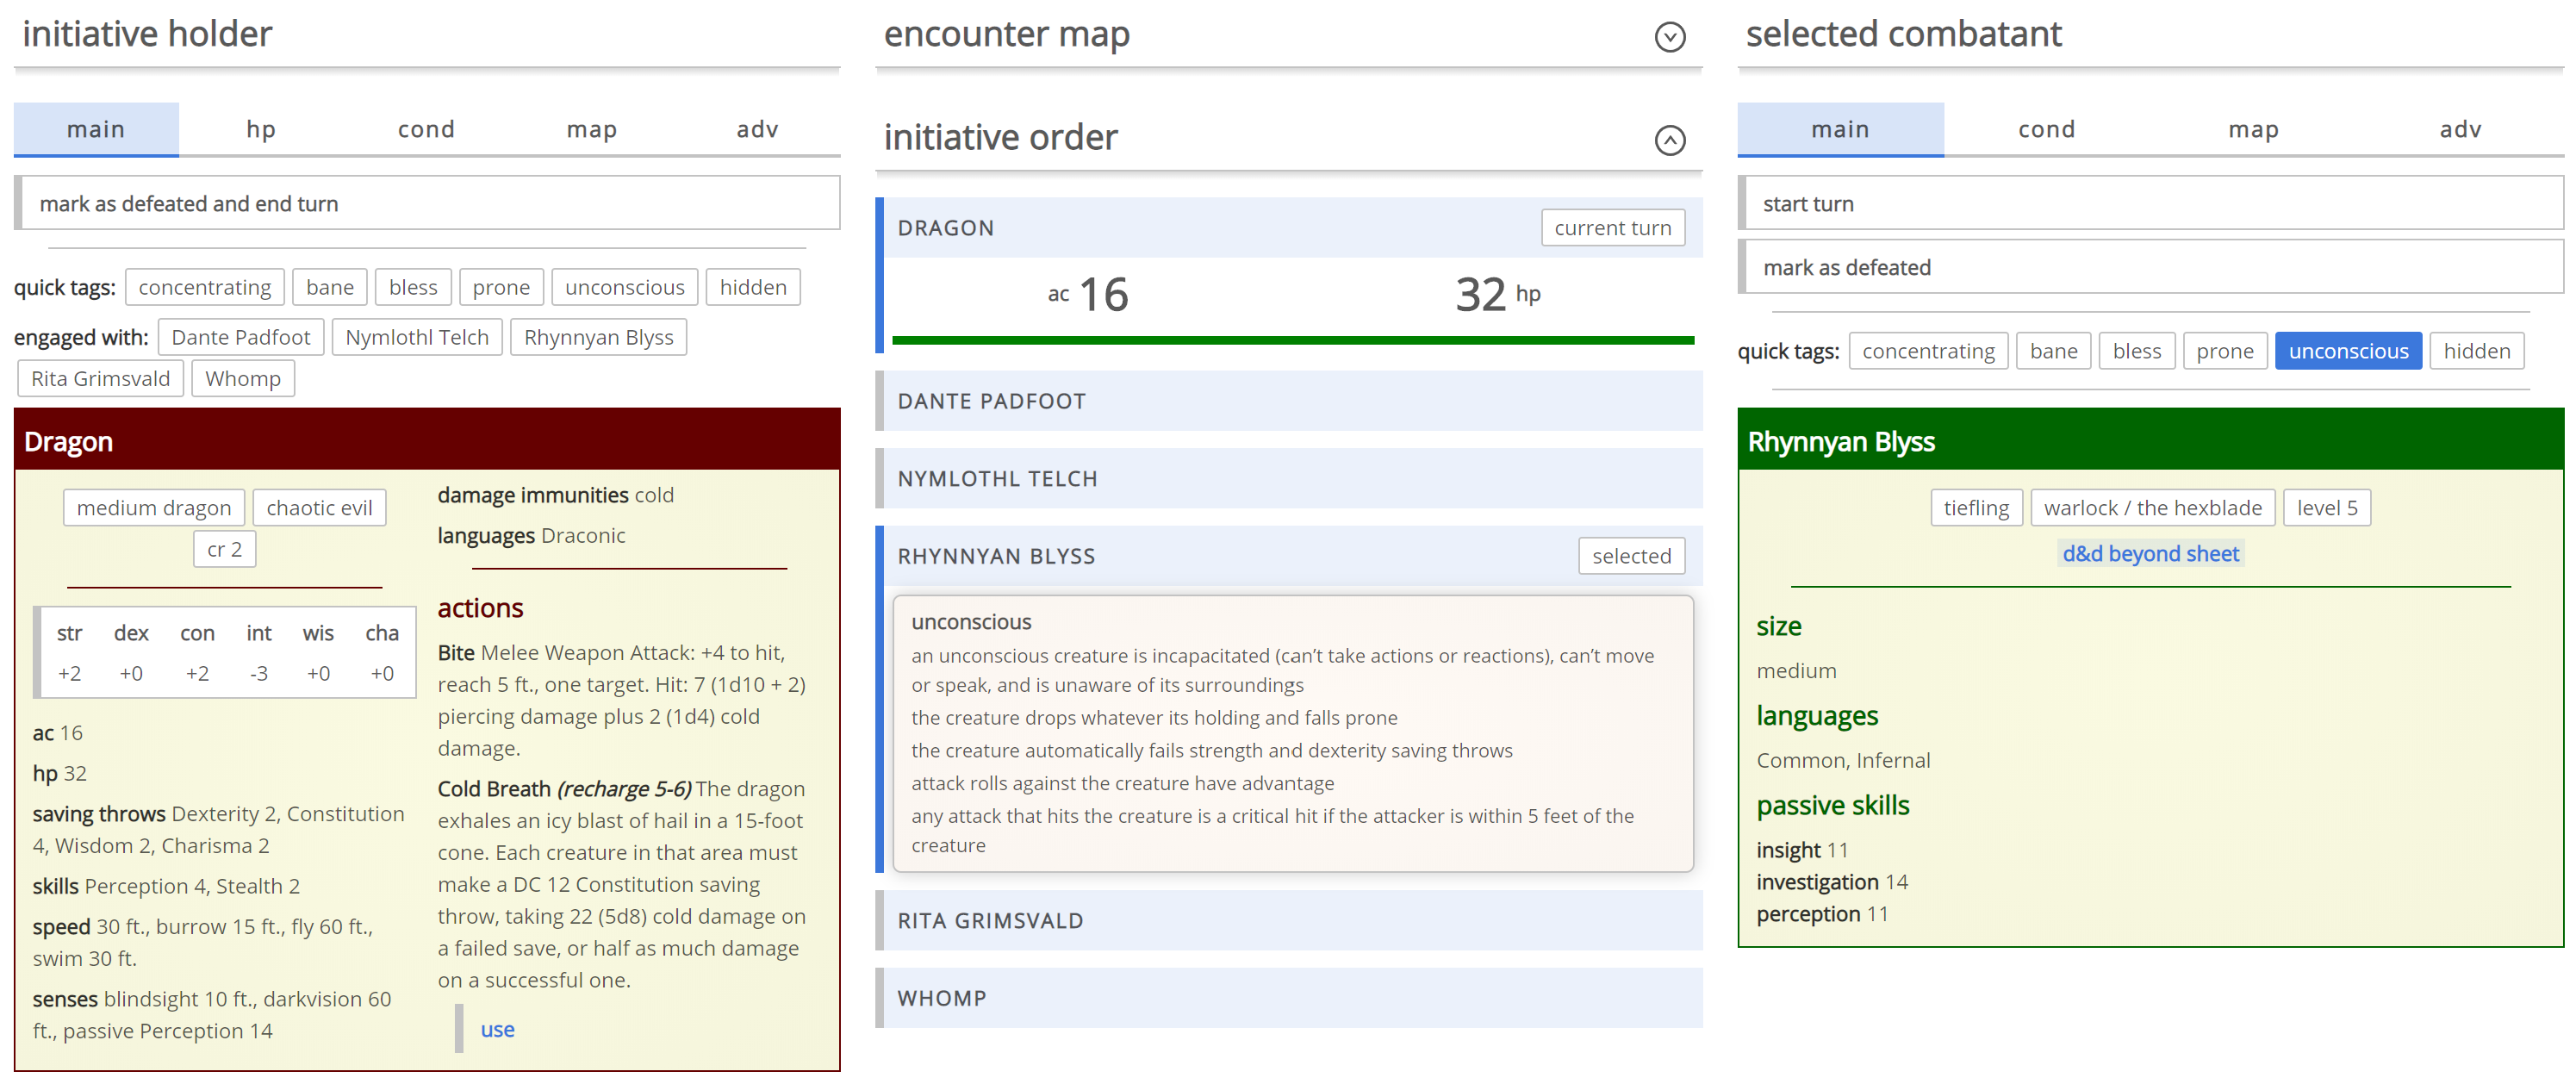 initiative holder
main hp cond map adv
mark as defeated and end turn
quick tags: concentrating bane bless prone unconscious hidden
engaged with: Dante Padfoot Nymlothl Telch Rhynnyan Blyss
Rita Grimsvald Whomp
Dragon
medium dragon chaotic evil
cr 2
str dex con int wis cha
+2 +0 +2 -3 +0 +0
ac 16
hp 32
saving throws Dexterity 2, Constitution
4, Wisdom 2, Charisma 2
skills Perception 4, Stealth 2
speed 30 ft., burrow 15 ft., fly 60 ft.,
swim 30 ft.
senses blindsight 10 ft., darkvision 60
ft., passive Perception 14
damage immunities cold
languages Draconic
actions
Bite Melee Weapon Attack: +4 to hit,
reach 5 ft., one target. Hit: 7 (1d10 + 2)
piercing damage plus 2 (1d4) cold
damage.
Cold Breath (recharge 5-6) The dragon
exhales an icy blast of hail in a 15-foot
cone. Each creature in that area must
make a DC 12 Constitution saving
throw, taking 22 (5d8) cold damage on
a failed save, or half as much damage
on a successful one.
use
encounter map
initiative order
DRAGON current turn
ac 16 32 hp
DANTE PADFOOT
NYMLOTHL TELCH
RHYNNYAN BLYSS selected
unconscious
an unconscious creature is incapacitated (can’t take actions or reactions), can’t move
or speak, and is unaware of its surroundings
the creature drops whatever its holding and falls prone
the creature automatically fails strength and dexterity saving throws
attack rolls against the creature have advantage
any attack that hits the creature is a critical hit if the attacker is within 5 feet of the
creature
RITA GRIMSVALD
WHOMP
selected combatant
main cond map adv
start turn
mark as defeated
quick tags: concentrating bane bless prone unconscious hidden
Rhynnyan Blyss
tiefling warlock / the hexblade level 5
d&d beyond sheet
size
medium
languages
Common, Infernal
passive skills
insight 11
investigation 14
perception 11